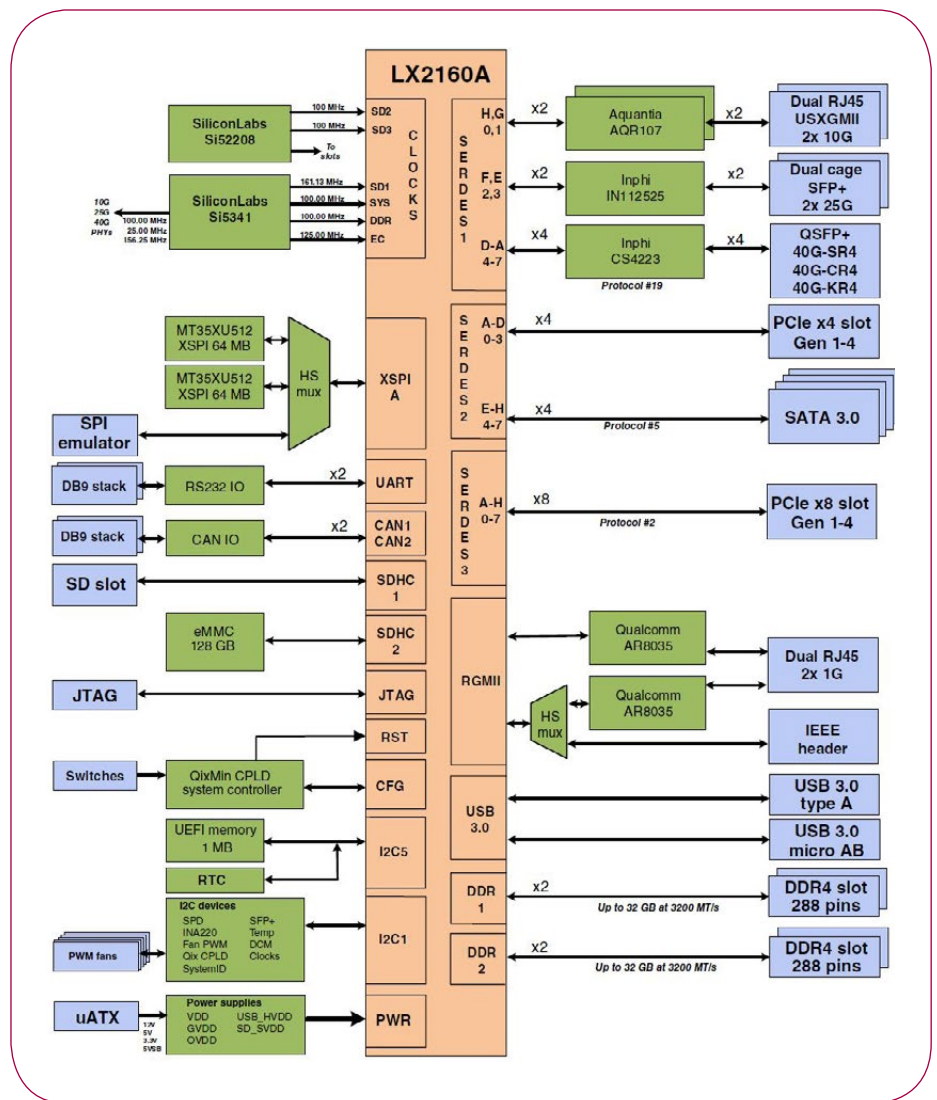 LX2160A
SiliconLabs
Si52208
100 MHz
100 MHz
To
slots
SD2
SD3
CLOCKS
SiliconLabs
Si5341
161.13 MHz
100.00 MHz
100.00 MHz
125.00 MHz
SD1
SYS
DDR
EC
10G
25G
40G
PHYs
100.00 MHz
25.00 MHz
156.25 MHz
MT35XU512
XSPI 64 MB
MT35XU512
XSPI 64 MB
HS
mux
XSPI
A
SPI
emulator
DB9 stack
RS232 IO
x2
UART
DB9 stack
CAN IO
x2
CAN1
CAN2
SD slot
SDHC
1
eMMC
128 GB
SDHC
2
JTAG
JTAG
RST
Switches
QixMin CPLD
system controller
CFG
UEFI memory
1 MB
RTC
I2C5
PWM fans
I2C devices
SPD SFP+
INA220 Temp
Fan PWM DCM
Qix CPLD Clocks
SystemID
I2C1
uATX
12V
5V
3.3V
5VSB
Power supplies
VDD USB_HVDD
GVDD SD_SVDD
OVDD
PWR
SERDES1
H,G
0,1
x2
Aquantia
AQR107
x2
Dual RJ45
USXGMII
2x 10G
F,E
2,3
x2
Inphi
IN112525
x2
Dual cage
SFP+
2x 25G
D-A
4-7
x4
Inphi
CS4223
Protocol #19
x4
QSFP+
40G-SR4
40G-CR4
40G-KR4
SERDES2
A-D
0-3
x4
PCIe x4 slot
Gen 1-4
E-H
4-7
x4
Protocol #5
SATA 3.0
SERDES3
A-H
0-7
x8
Protocol #2
PCIe x8 slot
Gen 1-4
RGMII
Qualcomm
AR8035
Dual RJ45
2x 1G
HS
mux
Qualcomm
AR8035
IEEE
header
USB
3.0
USB 3.0
type A
USB 3.0
micro AB
DDR
1
x2
Up to 32 GB at 3200 MT/s
DDR4 slot
288 pins
DDR
2
x2
Up to 32 GB at 3200 MT/s
DDR4 slot
288 pins